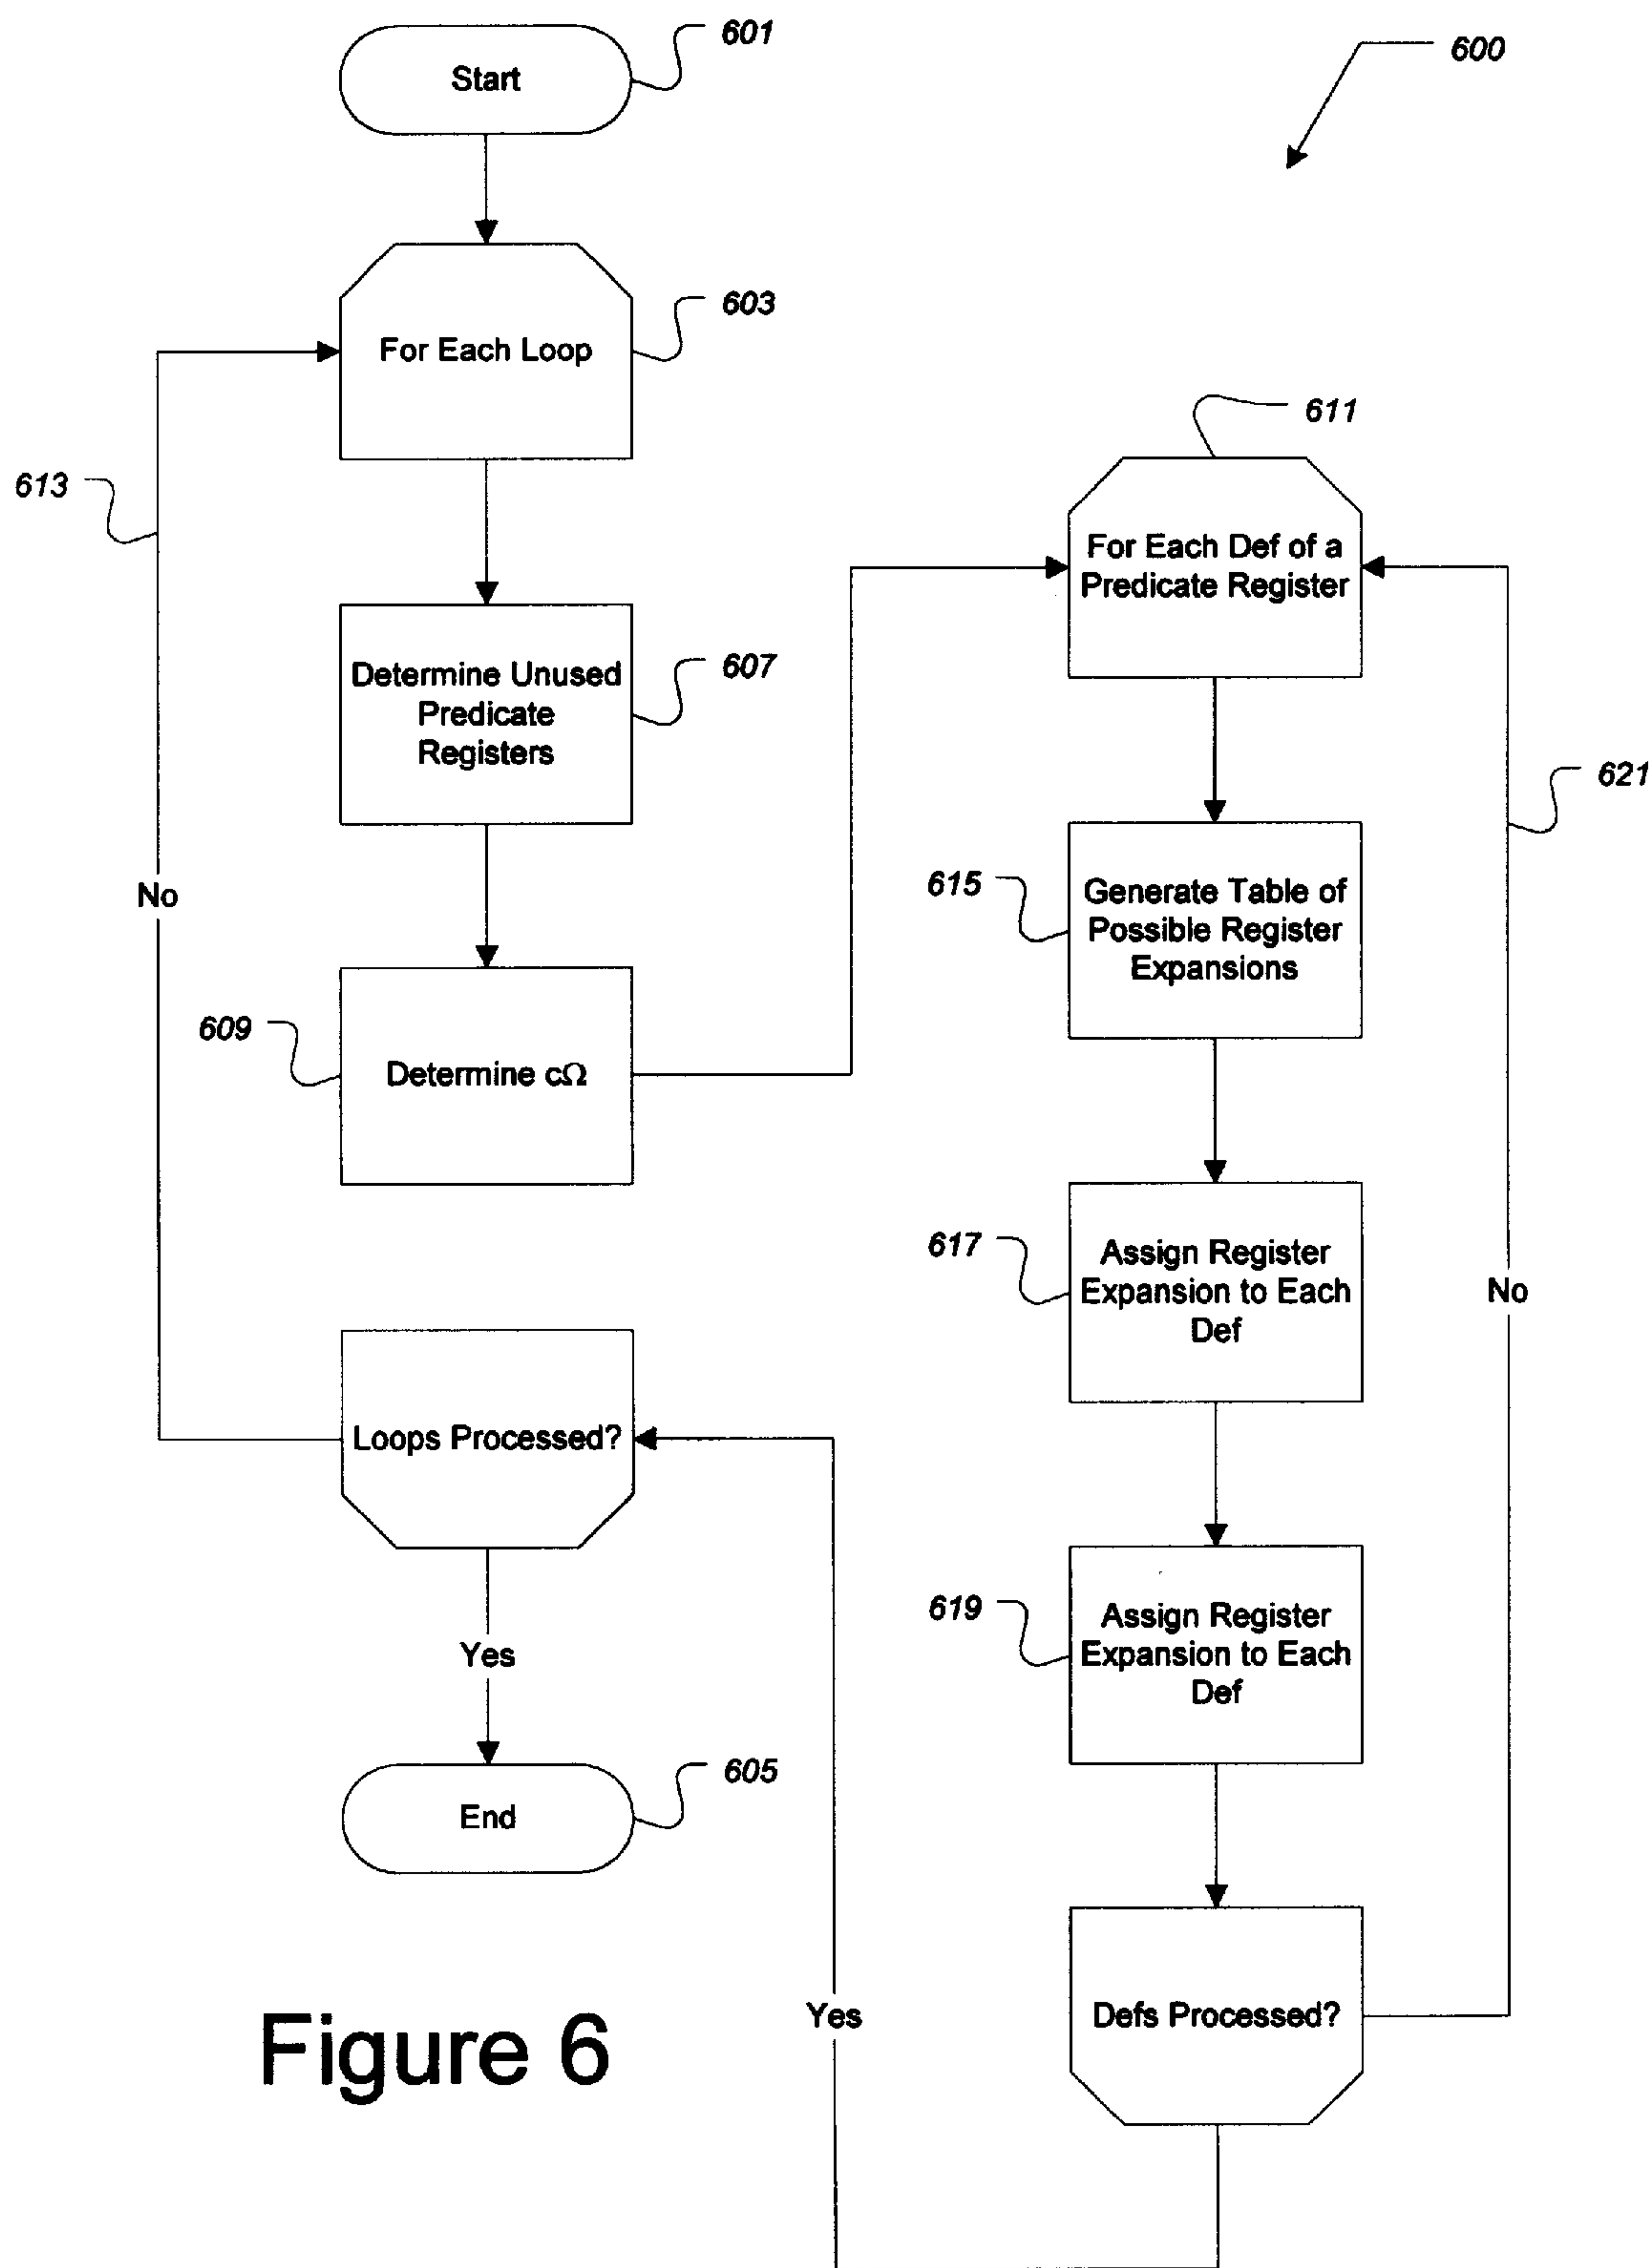 601
Start
600
603
For Each Loop
613
611
For Each Def of a
Predicate Register
607
Determine Unused
Predicate
Registers
621
No
615
Generate Table of
Possible Register
Expansions
609
Determine cΩ
617
Assign Register
Expansion to Each
Def
No
Loops Processed?
619
Assign Register
Expansion to Each
Def
Yes
605
End
Yes
Defs Processed?
Figure 6